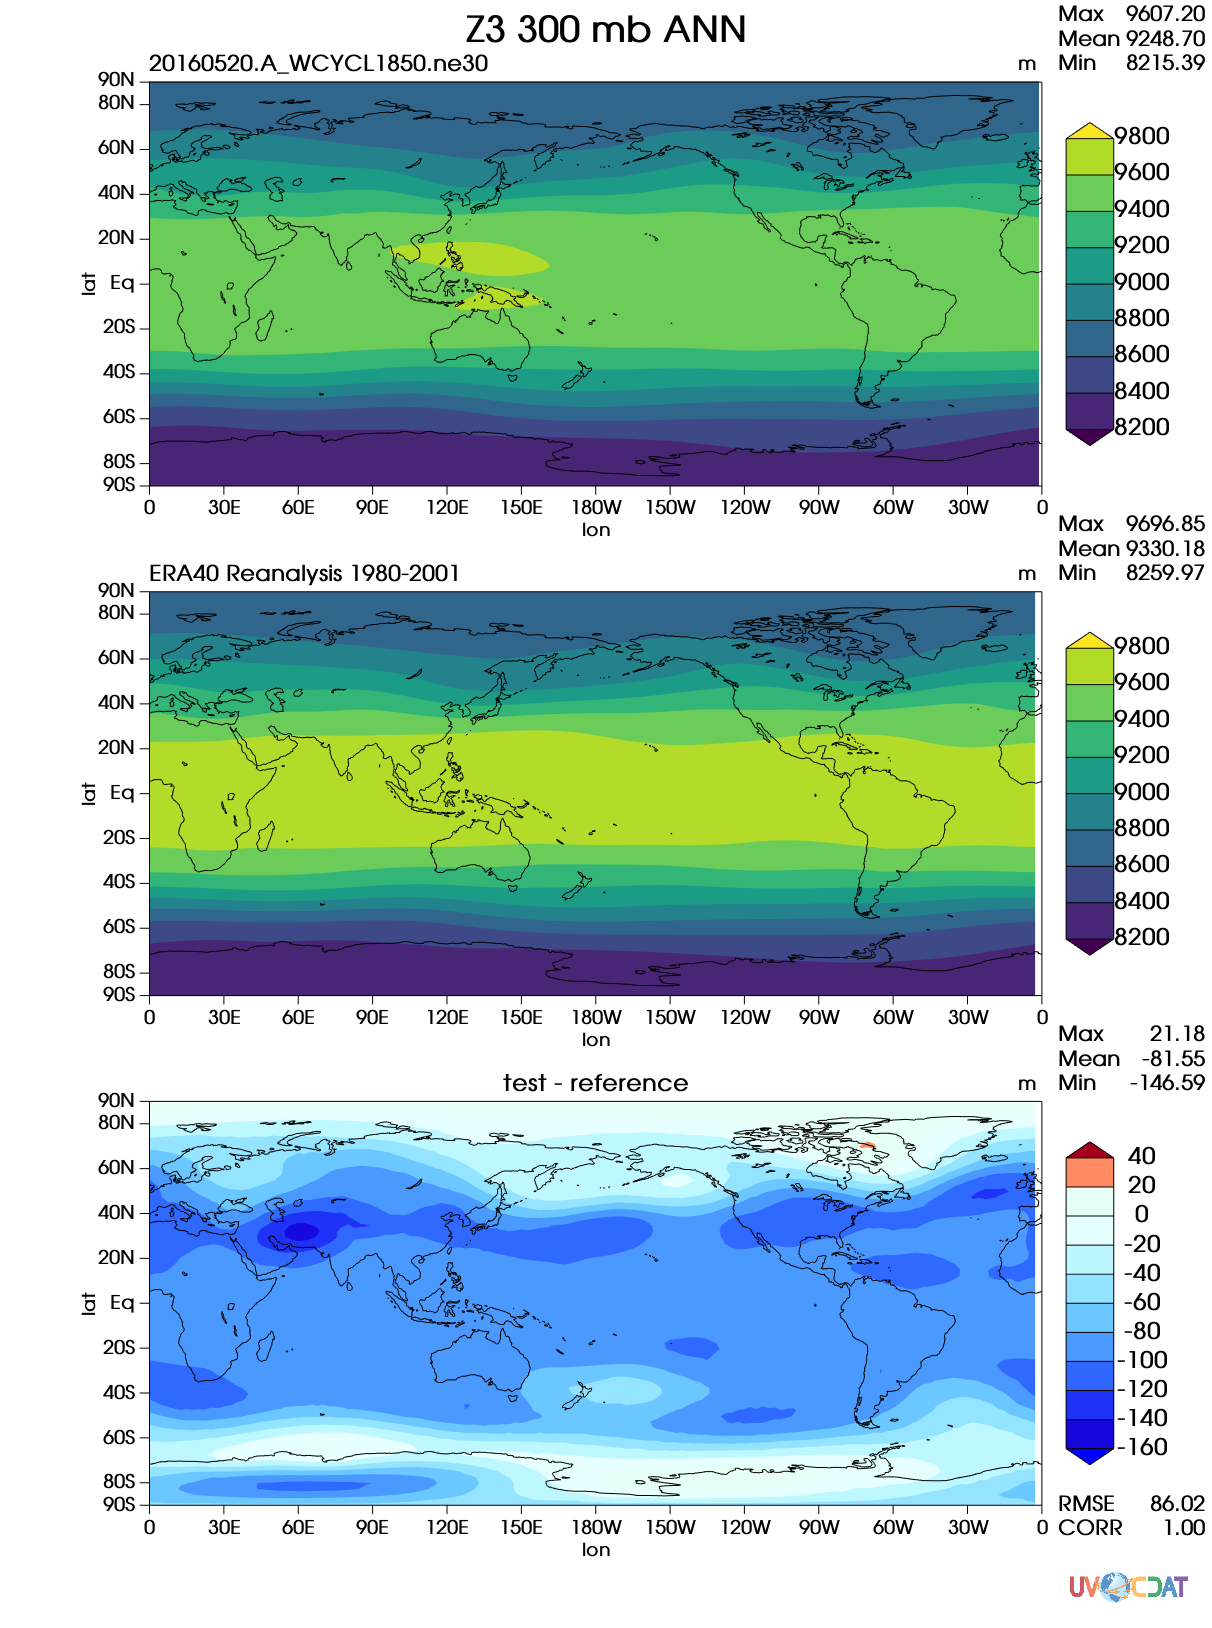 Z3 300 mb ANN
20160520.A_WCYCL1850.ne30
m
Max 9607.20
Mean 9248.70
Min 8215.39
90N
80N
60N
40N
20N
Eq
20S
40S
60S
80S
90S
lat
0 30E 60E 90E 120E 150E 180W 150W 120W 90W 60W 30W 0
lon
9800
9600
9400
9200
9000
8800
8600
8400
8200
ERA40 Reanalysis 1980-2001
m
Max 9696.85
Mean 9330.18
Min 8259.97
90N
80N
60N
40N
20N
Eq
20S
40S
60S
80S
90S
lat
0 30E 60E 90E 120E 150E 180W 150W 120W 90W 60W 30W 0
lon
9800
9600
9400
9200
9000
8800
8600
8400
8200
test - reference
m
Max 21.18
Mean -81.55
Min -146.59
90N
80N
60N
40N
20N
Eq
20S
40S
60S
80S
90S
lat
0 30E 60E 90E 120E 150E 180W 150W 120W 90W 60W 30W 0
lon
40
20
0
-20
-40
-60
-80
-100
-120
-140
-160
RMSE 86.02
CORR 1.00
UV CDAT